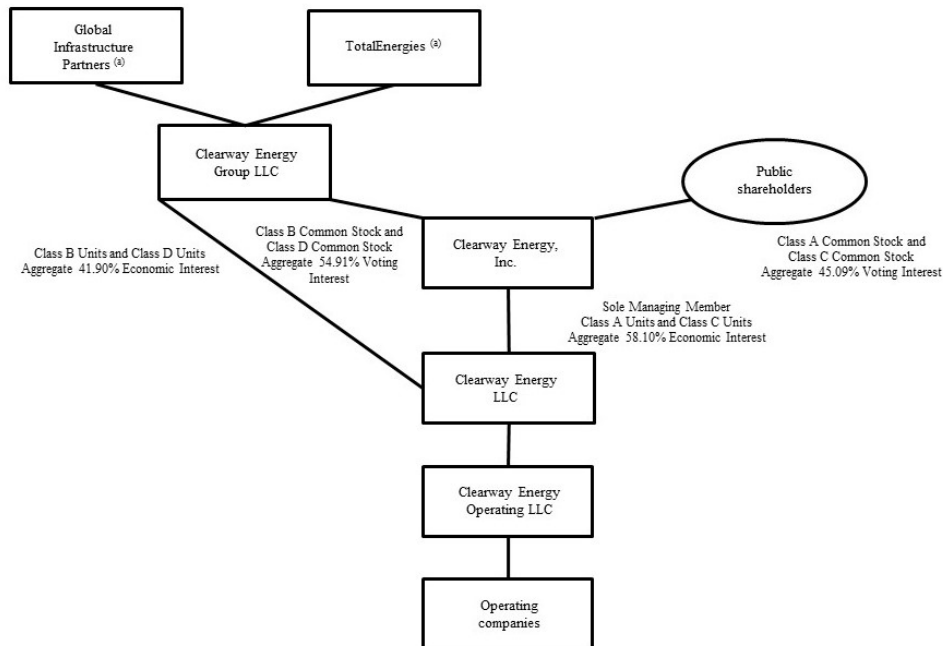 Global
Infrastructure
Partners (a)
TotalEnergies (a)
Clearway Energy
Group LLC
Public
shareholders
Class B Units and Class D Units
Aggregate 41.90% Economic Interest
Class B Common Stock and
Class D Common Stock
Aggregate 54.91% Voting
Interest
Clearway Energy,
Inc.
Class A Common Stock and
Class C Common Stock
Aggregate 45.09% Voting Interest
Sole Managing Member
Class A Units and Class C Units
Aggregate 58.10% Economic Interest
Clearway Energy
LLC
Clearway Energy
Operating LLC
Operating
companies